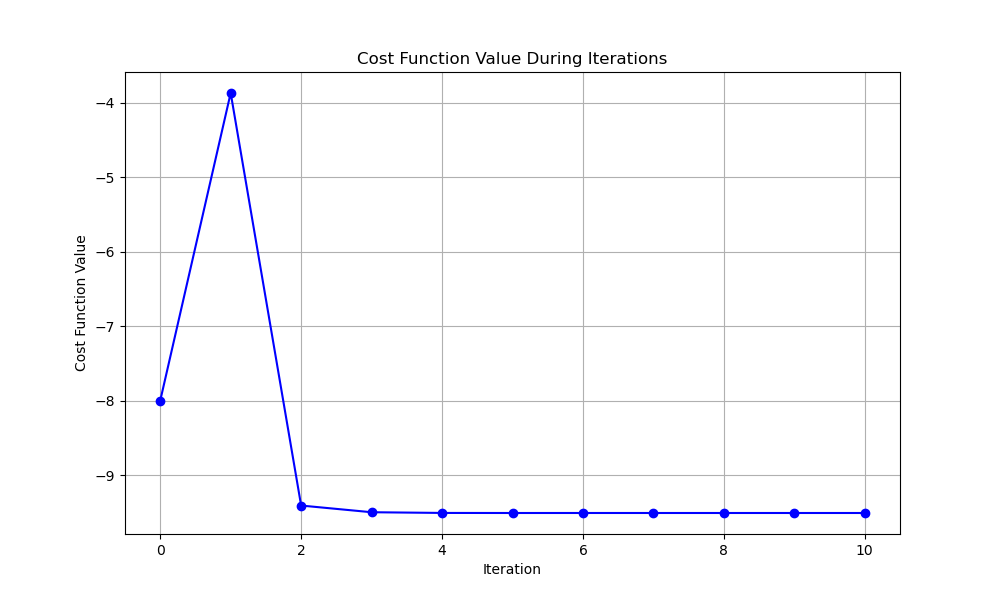 Cost Function Value During Iterations
Cost Function Value
−4
−5
−6
−7
−8
−9
0 2 4 6 8 10
Iteration